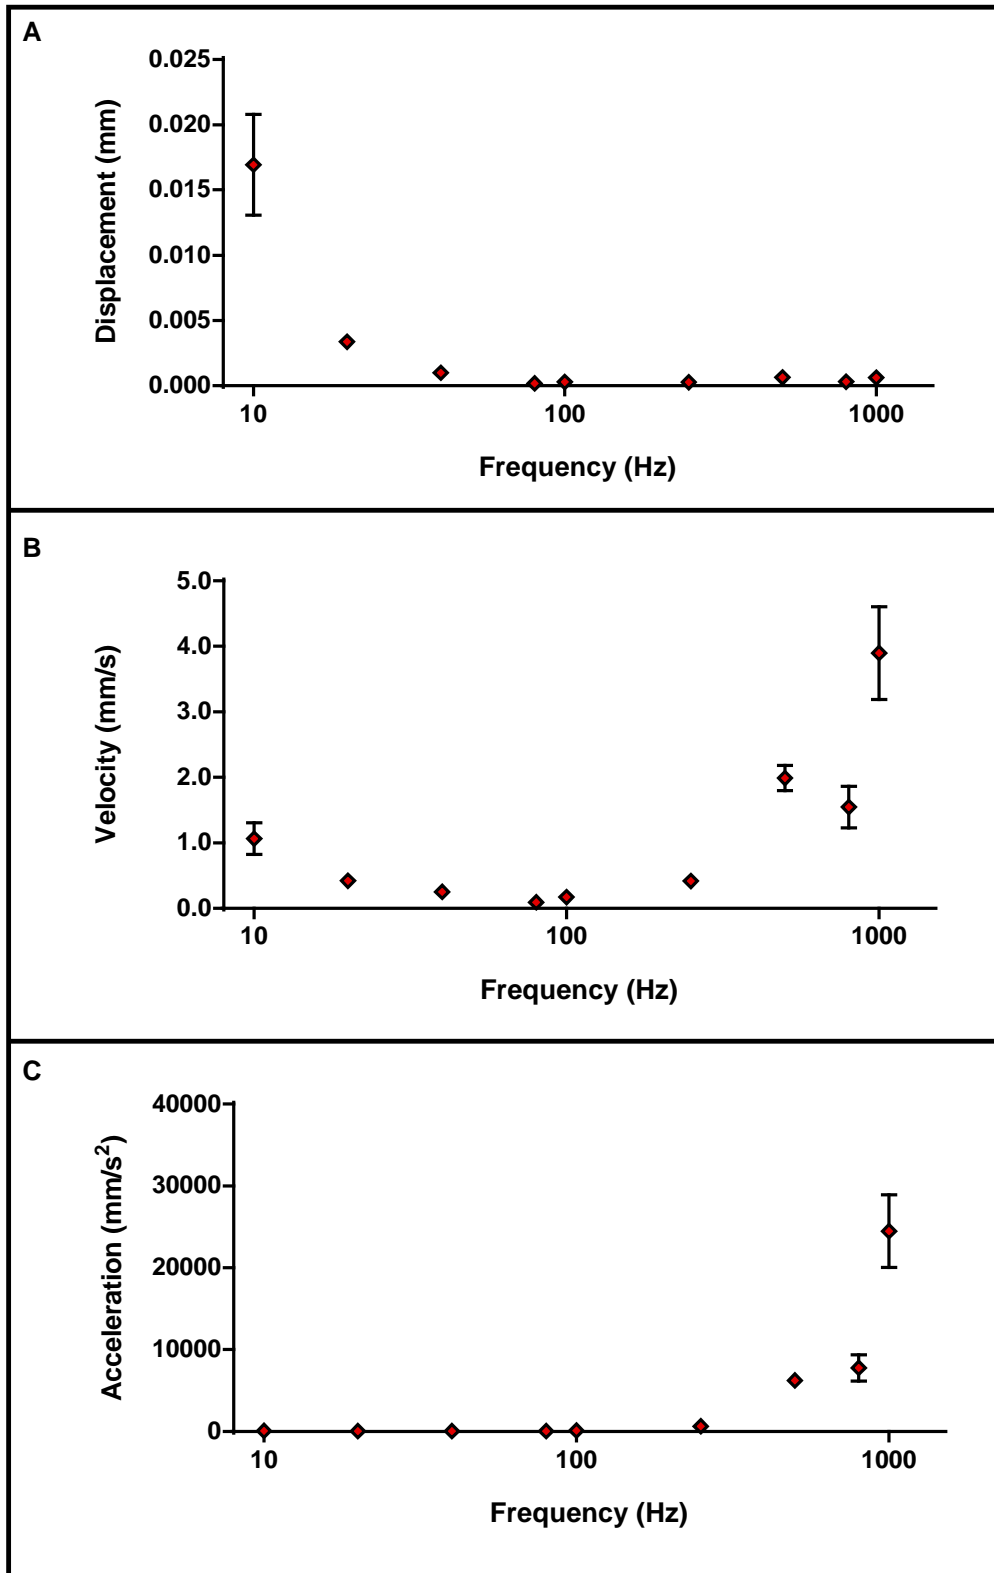 A
0.025
0.020
0.015
0.010
0.005
0.000
Displacement (mm)
10 100 1000
Frequency (Hz)
B
5.0
4.0
3.0
2.0
1.0
0.0
Velocity (mm/s)
10 100 1000
Frequency (Hz)
C
40000
30000
20000
10000
0
Acceleration (mm/s²)
10 100 1000
Frequency (Hz)